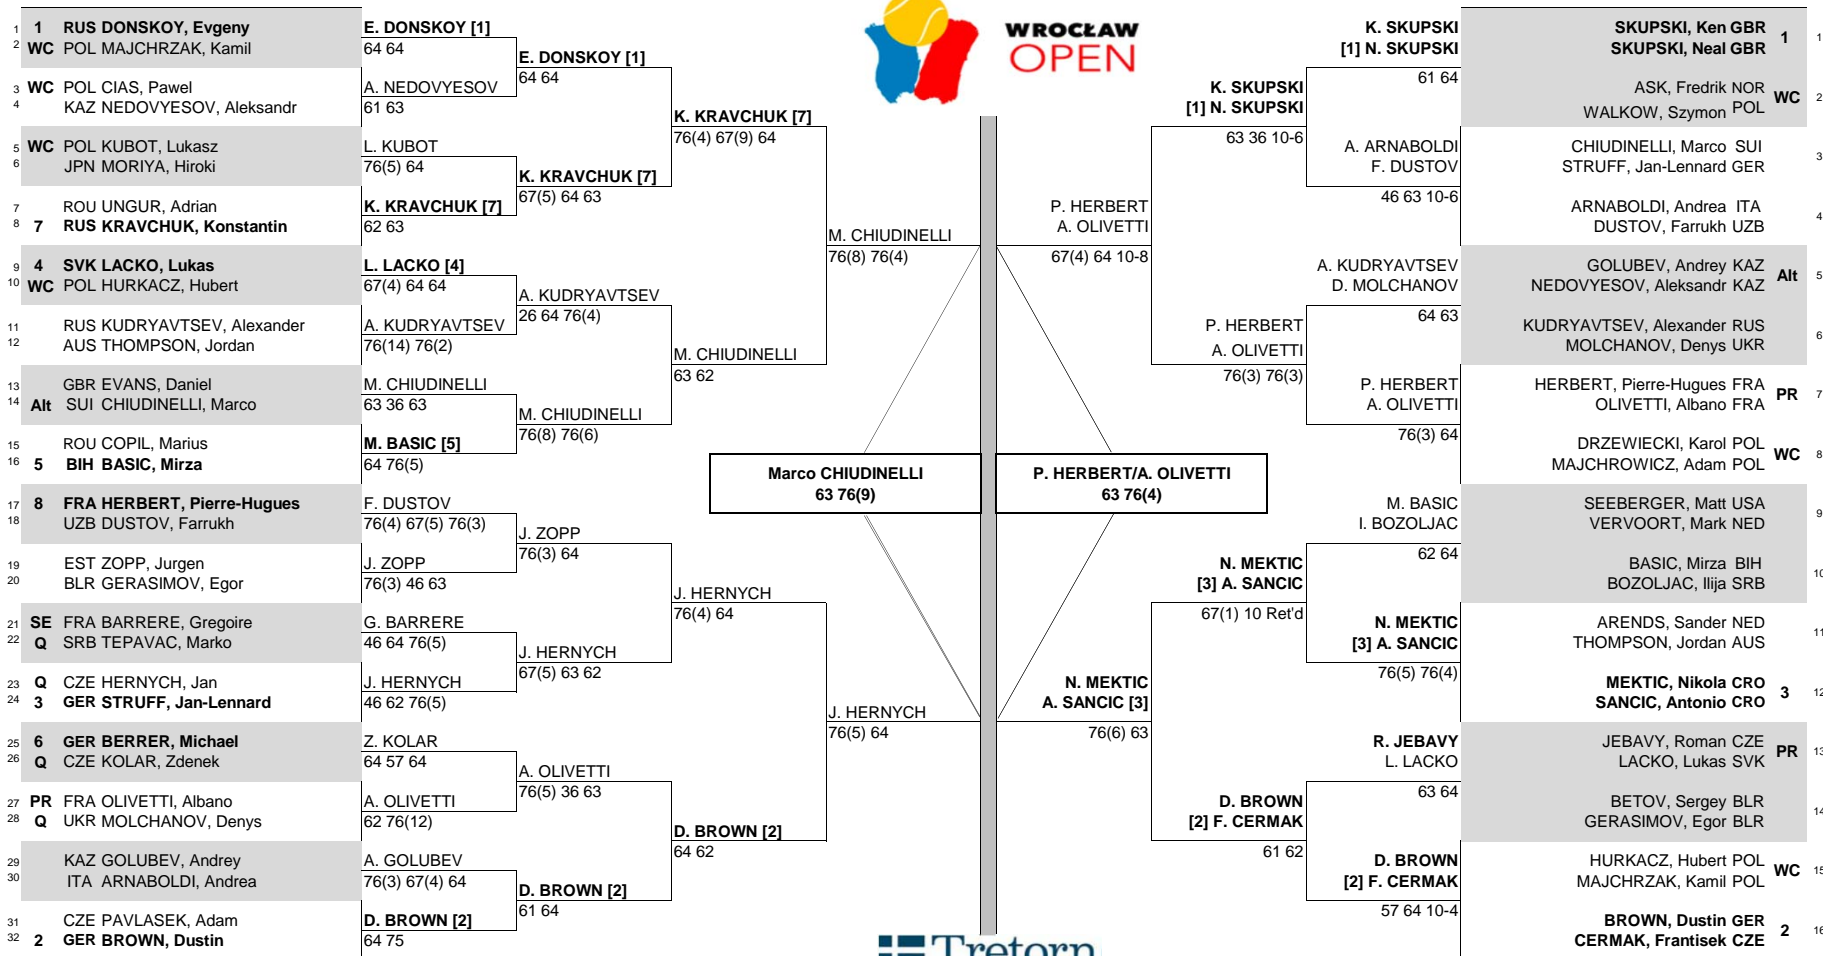 1 1 RUS DONSKOY, Evgeny
2 WC POL MAJCHRZAK, Kamil
3 WC POL CIAS, Pawel
4 KAZ NEDOVYESOV, Aleksandr
5 WC POL KUBOT, Lukasz
6 JPN MORIYA, Hiroki
7 ROU UNGUR, Adrian
8 7 RUS KRAVCHUK, Konstantin
9 4 SVK LACKO, Lukas
10 WC POL HURKACZ, Hubert
11 RUS KUDRYAVTSEV, Alexander
12 AUS THOMPSON, Jordan
13 GBR EVANS, Daniel
14 Alt SUI CHIUDINELLI, Marco
15 ROU COPIL, Marius
16 5 BIH BASIC, Mirza
17 8 FRA HERBERT, Pierre-Hugues
18 UZB DUSTOV, Farrukh
19 EST ZOPP, Jurgen
20 BLR GERASIMOV, Egor
21 SE FRA BARRERE, Gregoire
22 Q SRB TEPAVAC, Marko
23 Q CZE HERNYCH, Jan
24 3 GER STRUFF, Jan-Lennard
25 6 GER BERRER, Michael
26 Q CZE KOLAR, Zdenek
27 PR FRA OLIVETTI, Albano
28 Q UKR MOLCHANOV, Denys
29 KAZ GOLUBEV, Andrey
30 ITA ARNABOLDI, Andrea
31 CZE PAVLASEK, Adam
32 2 GER BROWN, Dustin
E. DONSKOY [1]
64 64
A. NEDOVYESOV
61 63
L. KUBOT
76(5) 64
K. KRAVCHUK [7]
62 63
L. LACKO [4]
67(4) 64 64
A. KUDRYAVTSEV
76(14) 76(2)
M. CHIUDINELLI
63 36 63
M. BASIC [5]
64 76(5)
F. DUSTOV
76(4) 67(5) 76(3)
J. ZOPP
76(3) 46 63
G. BARRERE
46 64 76(5)
J. HERNYCH
46 62 76(5)
Z. KOLAR
64 57 64
A. OLIVETTI
62 76(12)
A. GOLUBEV
76(3) 67(4) 64
D. BROWN [2]
64 75
E. DONSKOY [1]
64 64
K. KRAVCHUK [7]
67(5) 64 63
A. KUDRYAVTSEV
26 64 76(4)
M. CHIUDINELLI
76(8) 76(6)
J. ZOPP
76(3) 64
J. HERNYCH
67(5) 63 62
A. OLIVETTI
76(5) 36 63
D. BROWN [2]
61 64
K. KRAVCHUK [7]
76(4) 67(9) 64
M. CHIUDINELLI
63 62
J. HERNYCH
76(4) 64
D. BROWN [2]
64 62
M. CHIUDINELLI
76(8) 76(4)
J. HERNYCH
76(5) 64
Marco CHIUDINELLI
63 76(9)
WROCŁAW
OPEN
P. HERBERT/A. OLIVETTI
63 76(4)
P. HERBERT
A. OLIVETTI
67(4) 64 10-8
N. MEKTIC
A. SANCIC [3]
76(6) 63
K. SKUPSKI
[1] N. SKUPSKI
63 36 10-6
P. HERBERT
A. OLIVETTI
76(3) 76(3)
N. MEKTIC
[3] A. SANCIC
67(1) 10 Ret'd
D. BROWN
[2] F. CERMAK
61 62
K. SKUPSKI
[1] N. SKUPSKI
61 64
A. ARNABOLDI
F. DUSTOV
46 63 10-6
A. KUDRYAVTSEV
D. MOLCHANOV
64 63
P. HERBERT
A. OLIVETTI
76(3) 64
M. BASIC
I. BOZOLJAC
62 64
N. MEKTIC
[3] A. SANCIC
76(5) 76(4)
R. JEBAVY
L. LACKO
63 64
D. BROWN
[2] F. CERMAK
57 64 10-4
SKUPSKI, Ken GBR
SKUPSKI, Neal GBR 1 1
ASK, Fredrik NOR
WALKOW, Szymon POL WC 2
CHIUDINELLI, Marco SUI
STRUFF, Jan-Lennard GER 3
ARNABOLDI, Andrea ITA
DUSTOV, Farrukh UZB 4
GOLUBEV, Andrey KAZ
NEDOVYESOV, Aleksandr KAZ Alt 5
KUDRYAVTSEV, Alexander RUS
MOLCHANOV, Denys UKR 6
HERBERT, Pierre-Hugues FRA
OLIVETTI, Albano FRA PR 7
DRZEWIECKI, Karol POL
MAJCHROWICZ, Adam POL WC 8
SEEBERGER, Matt USA
VERVOORT, Mark NED 9
BASIC, Mirza BIH
BOZOLJAC, Ilija SRB 10
ARENDS, Sander NED
THOMPSON, Jordan AUS 11
MEKTIC, Nikola CRO
SANCIC, Antonio CRO 3 12
JEBAVY, Roman CZE
LACKO, Lukas SVK PR 13
BETOV, Sergey BLR
GERASIMOV, Egor BLR 14
HURKACZ, Hubert POL
MAJCHRZAK, Kamil POL WC 15
BROWN, Dustin GER
CERMAK, Frantisek CZE 2 16
Tretorn